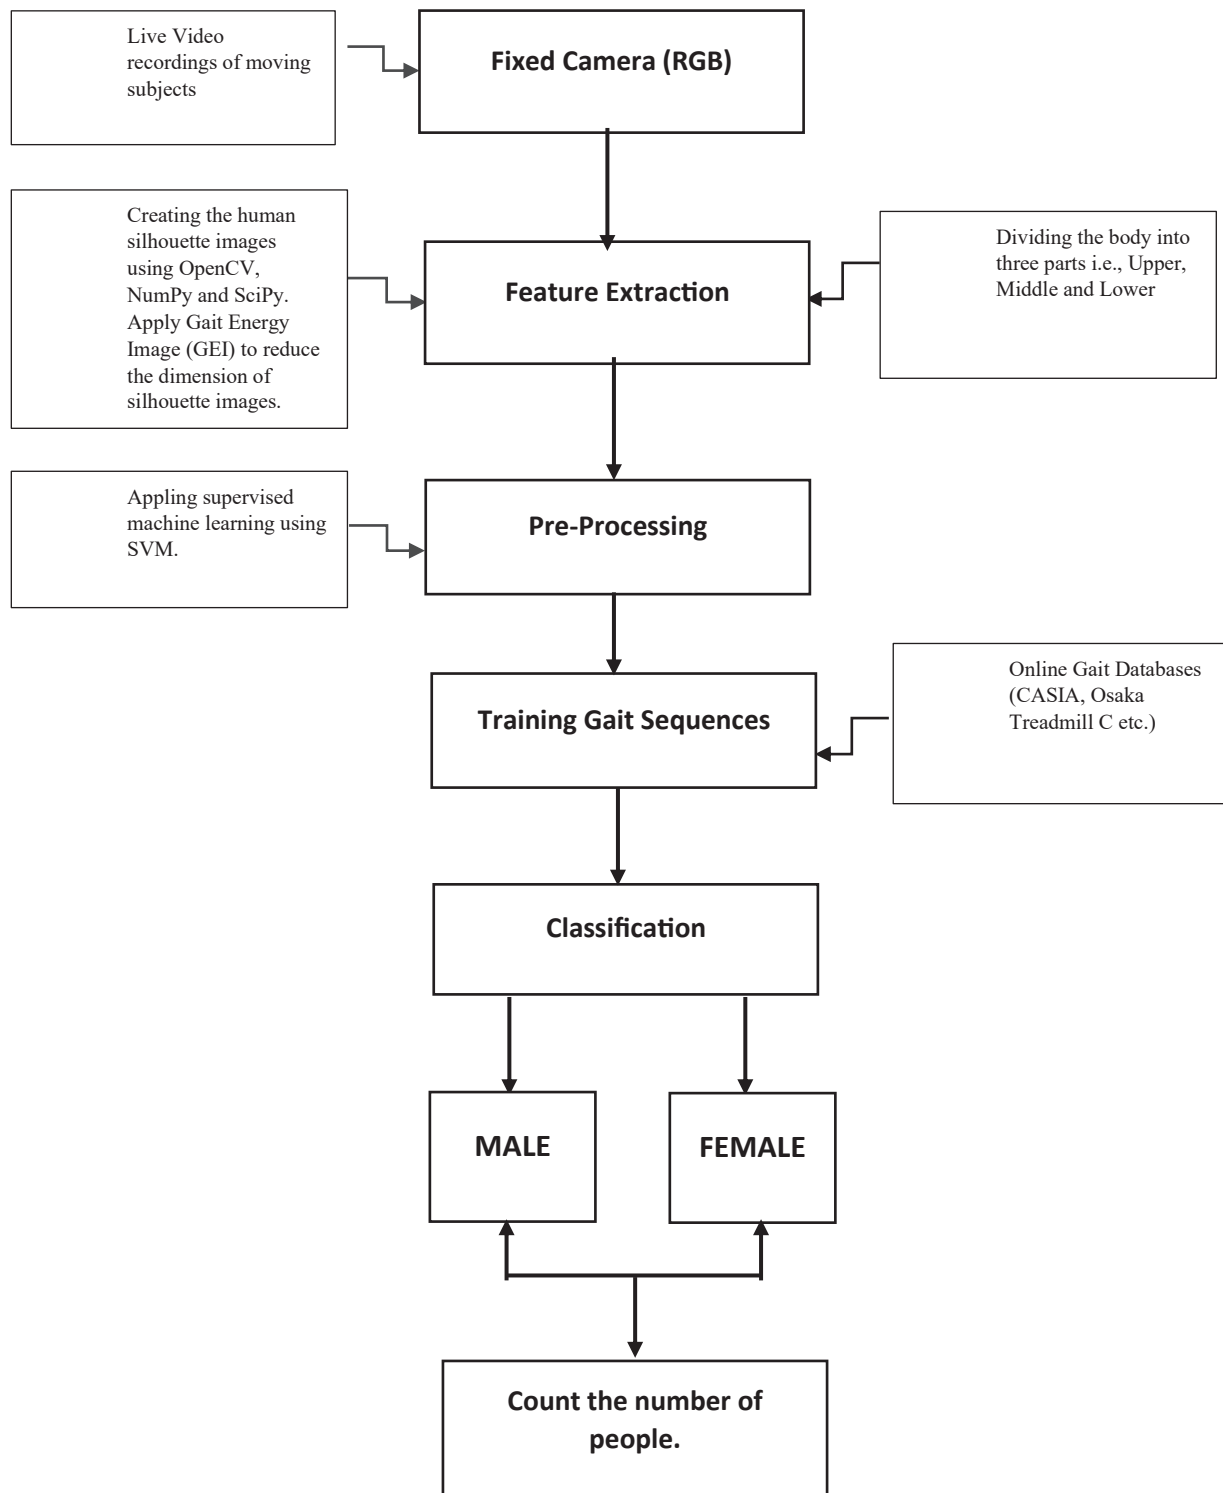 Live Video
recordings of moving
subjects
Fixed Camera (RGB)
Creating the human
silhouette images
using OpenCV,
NumPy and SciPy.
Apply Gait Energy
Image (GEI) to reduce
the dimension of
silhouette images.
Feature Extraction
Dividing the body into
three parts i.e., Upper,
Middle and Lower
Appling supervised
machine learning using
SVM.
Pre-Processing
Training Gait Sequences
Online Gait Databases
(CASIA, Osaka
Treadmill C etc.)
Classification
MALE
FEMALE
Count the number of
people.